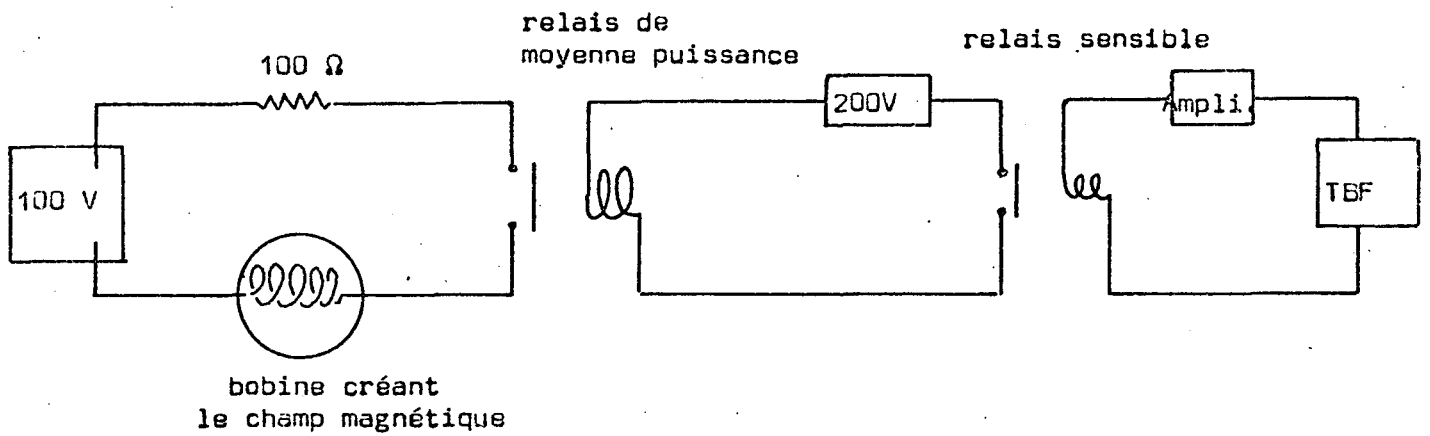 relais de
moyenne puissance
relais sensible
100 Ω
200V
Ampli.
100 V
TBF
bobine créant
le champ magnétique